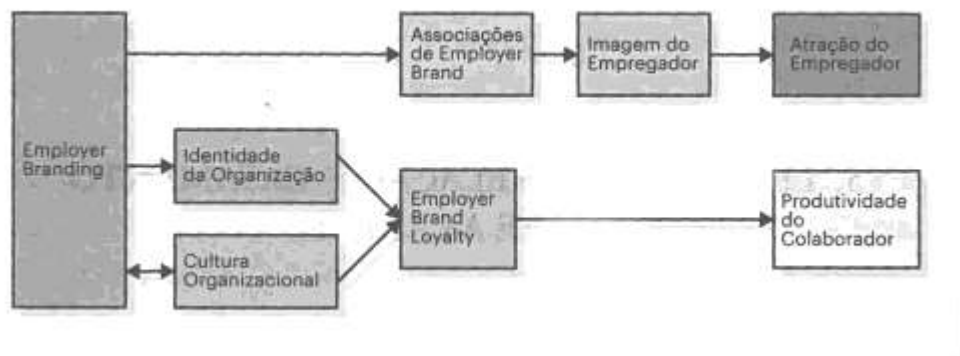 Associações
de Employer
Brand
Imagem do
Empregador
Atração do
Empregador
Employer
Branding
Identidade
da Organização
Employer
Brand
Loyalty
Produtividade
do
Colaborador
Cultura
Organizacional